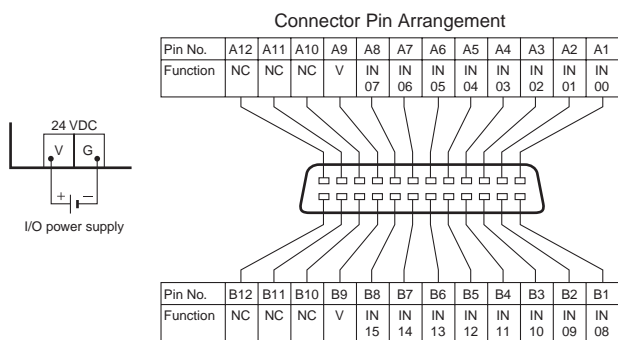 Connector Pin Arrangement
Pin No. A12 A11 A10 A9 A8 A7 A6 A5 A4 A3 A2 A1
Function NC NC NC V IN 07 IN 06 IN 05 IN 04 IN 03 IN 02 IN 01 IN 00
24 VDC
V G
+ −
I/O power supply
Pin No. B12 B11 B10 B9 B8 B7 B6 B5 B4 B3 B2 B1
Function NC NC NC V IN 15 IN 14 IN 13 IN 12 IN 11 IN 10 IN 09 IN 08